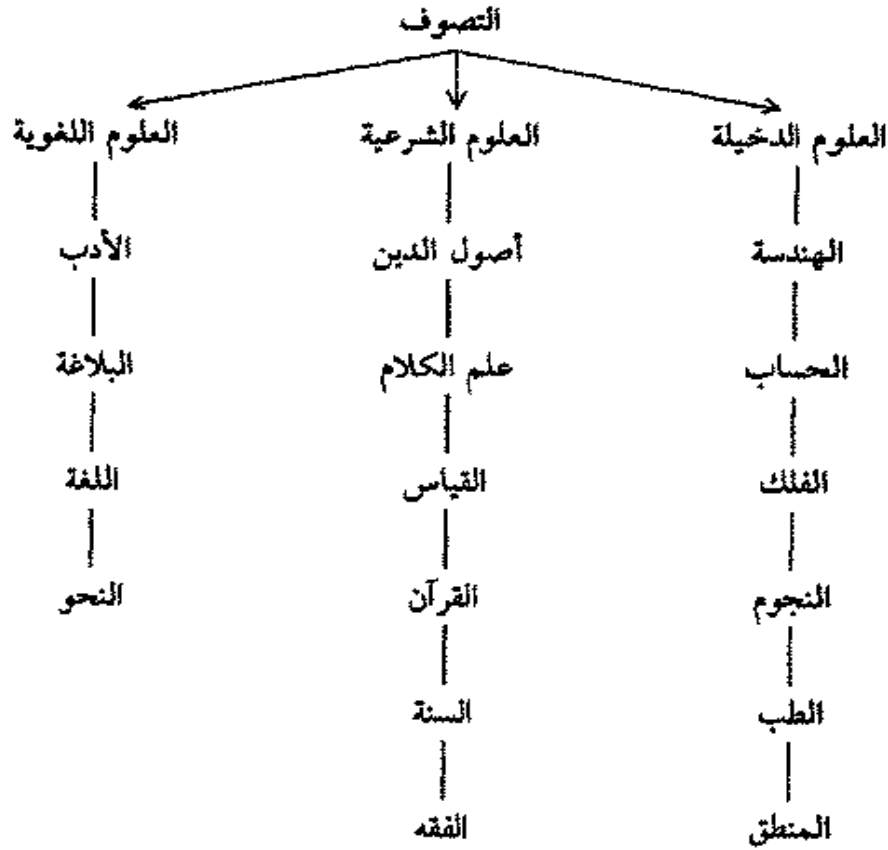 التصوف
العلوم الدخيلة العلوم الشرعية العلوم اللغوية
الهندسة أصول الدين الأدب
الحساب علم الكلام البلاغة
الفلك القياس اللغة
النجوم القرآن النحو
الطب السنة
المنطق الفقه